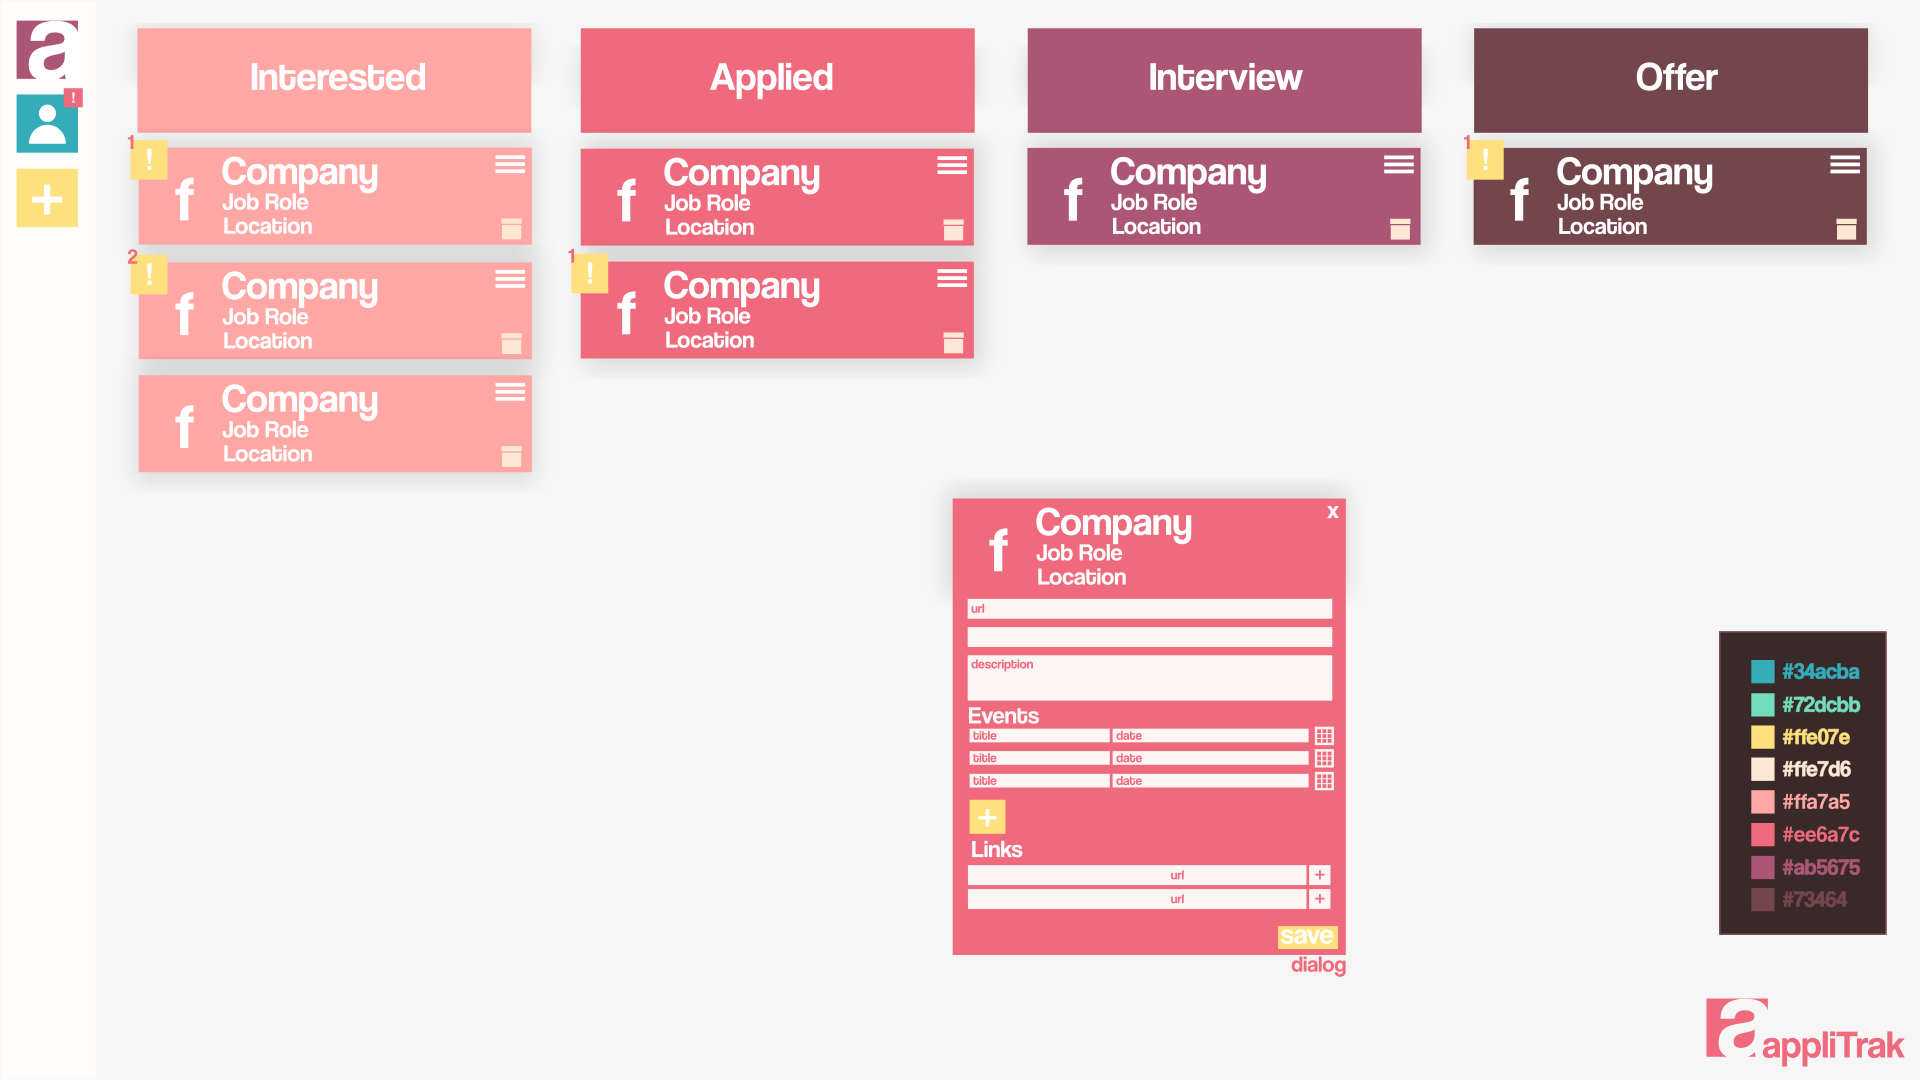 a
!
+
Interested
Applied
Interview
Offer
1
!
f
Company
Job Role
Location
2
!
f
Company
Job Role
Location
f
Company
Job Role
Location
f
Company
Job Role
Location
1
!
f
Company
Job Role
Location
f
Company
Job Role
Location
1
!
f
Company
Job Role
Location
x
f
Company
Job Role
Location
url
description
Events
title date
title date
title date
+
Links
url +
url +
save
dialog
#34acba
#72dcbb
#ffe07e
#ffe7d6
#ffa7a5
#ee6a7c
#ab5675
#73464
a appliTrak